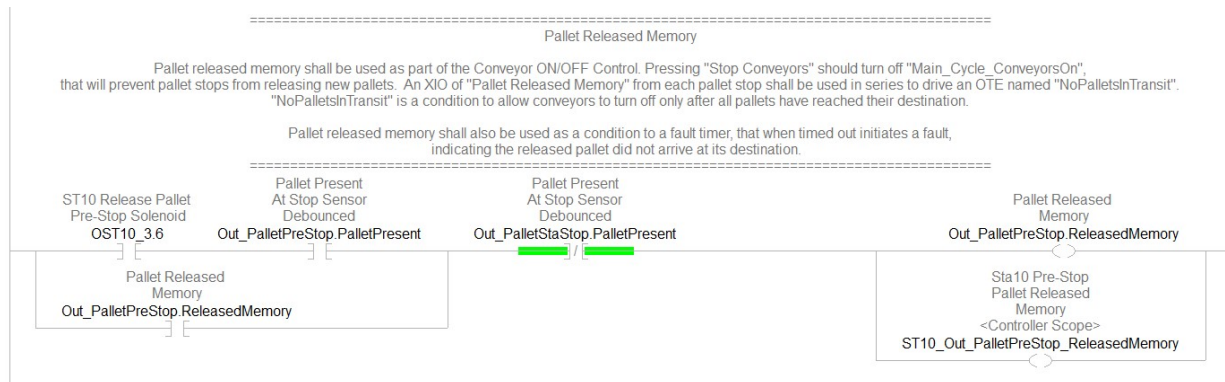 Pallet Released Memory
Pallet released memory shall be used as part of the Conveyor ON/OFF Control. Pressing "Stop Conveyors" should turn off "Main_Cycle_ConveyorsOn",
that will prevent pallet stops from releasing new pallets.  An XIO of "Pallet Released Memory" from each pallet stop shall be used in series to drive an OTE named "NoPalletsInTransit".
"NoPalletsInTransit" is a condition to allow conveyors to turn off only after all pallets have reached their destination.
Pallet released memory shall also be used as a condition to a fault timer, that when timed out initiates a fault,
indicating the released pallet did not arrive at its destination.
ST10 Release Pallet
Pre-Stop Solenoid
OST10_3.6
Pallet Present
At Stop Sensor
Debounced
Out_PalletPreStop.PalletPresent
Pallet Present
At Stop Sensor
Debounced
Out_PalletStaStop.PalletPresent
Pallet Released
Memory
Out_PalletPreStop.ReleasedMemory
Pallet Released
Memory
Out_PalletPreStop.ReleasedMemory
Sta10 Pre-Stop
Pallet Released
Memory
<Controller Scope>
ST10_Out_PalletPreStop_ReleasedMemory